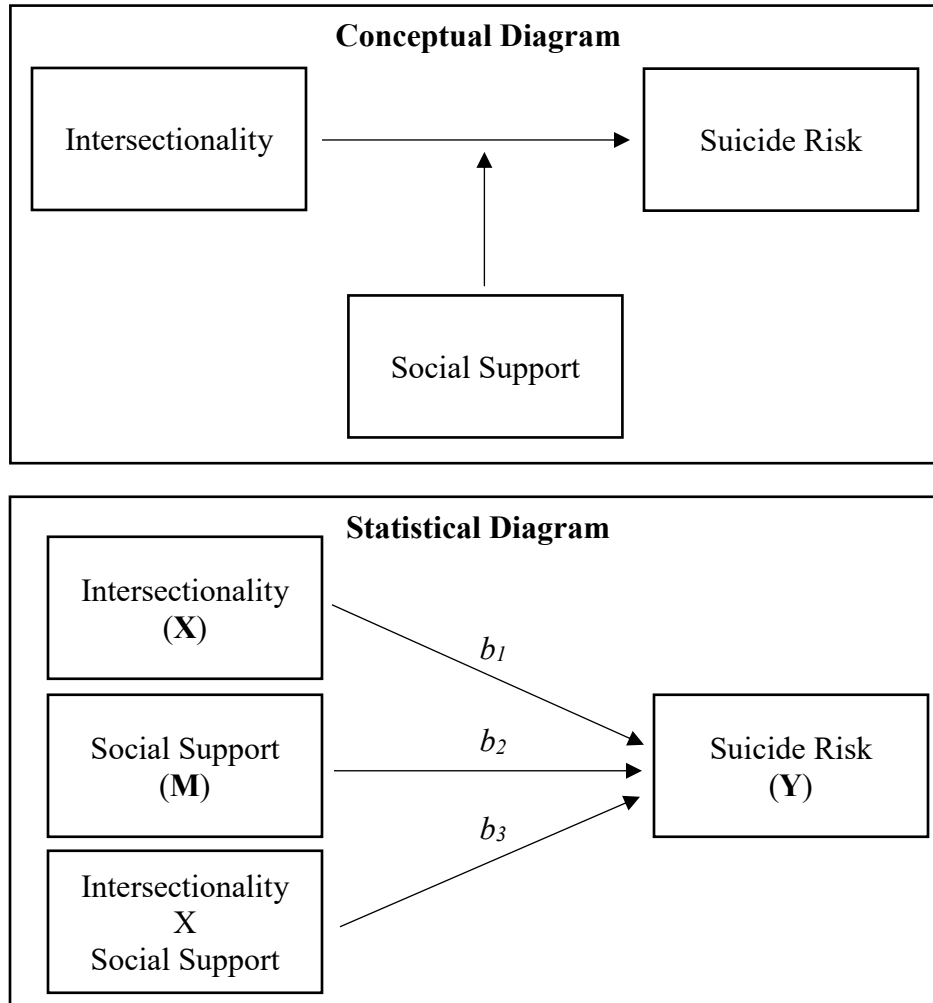 Conceptual Diagram
Intersectionality
Suicide Risk
Social Support
Statistical Diagram
Intersectionality
(X)
b1
Social Support
(M)
b2
Suicide Risk
(Y)
b3
Intersectionality
X
Social Support